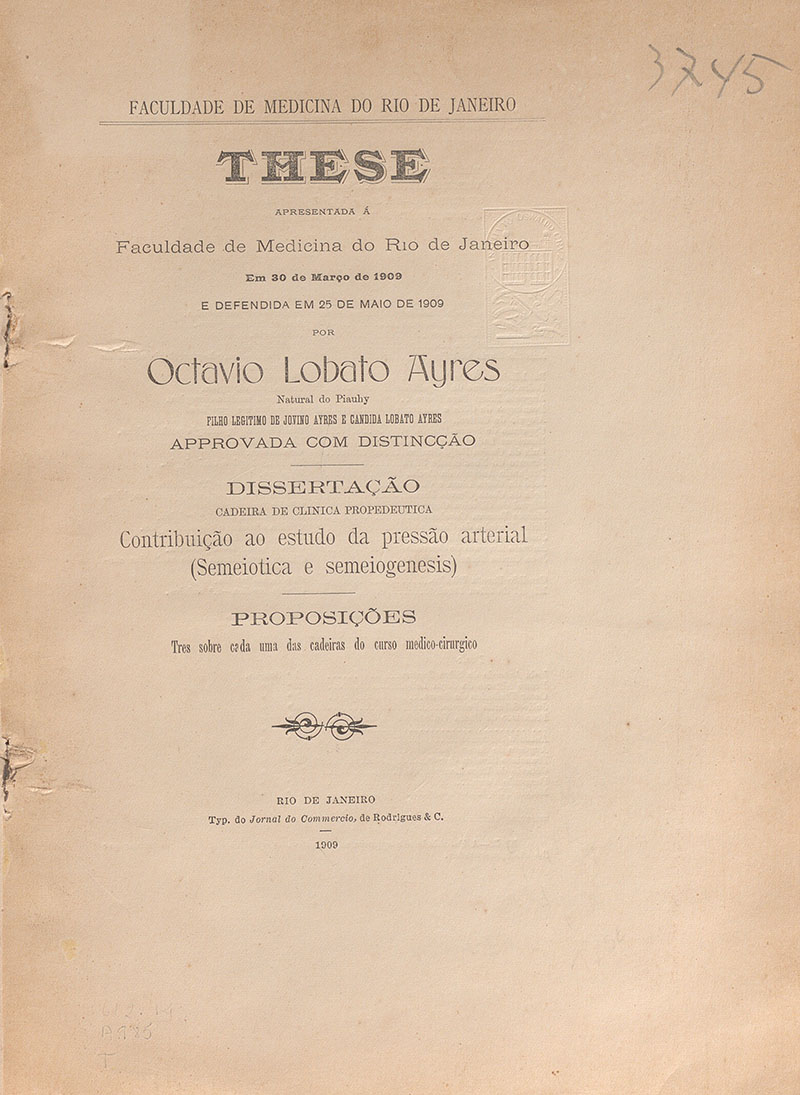 3745
FACULDADE DE MEDICINA DO RIO DE JANEIRO
THESE
APRESENTADA Á
Faculdade de Medicina do Rio de Janeiro
Em 30 de Março de 1909
E DEFENDIDA EM 25 DE MAIO DE 1909
POR
Octavio Lobato Ayres
Natural do Piauhy
FILHO LEGITIMO DE JOVINO AYRES E CANDIDA LOBATO AYRES
APPROVADA COM DISTINCÇÃO
DISSERTAÇÃO
CADEIRA DE CLINICA PROPEDEUTICA
Contribuição ao estudo da pressão arterial
(Semeiotica e semeiogenesis)
PROPOSIÇÕES
Tres sobre cada uma das cadeiras do curso medico-cirurgico
RIO DE JANEIRO
Typ. do Jornal do Commercio, de Rodrigues & C.
1909